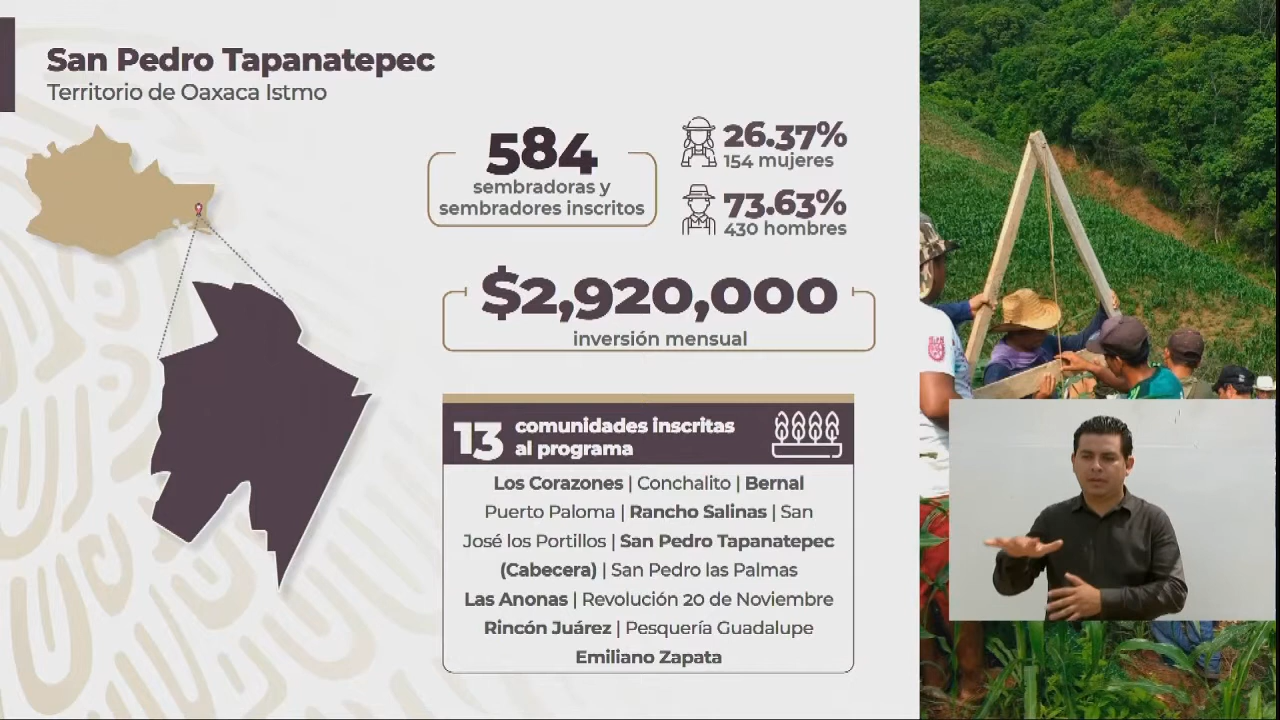 San Pedro Tapanatepec
Territorio de Oaxaca Istmo
584
sembradoras y
sembradores inscritos
26.37%
154 mujeres
73.63%
430 hombres
$2,920,000
inversión mensual
13 comunidades inscritas
al programa
Los Corazones | Conchalito | Bernal
Puerto Paloma | Rancho Salinas | San
José los Portillos | San Pedro Tapanatepec
(Cabecera) | San Pedro las Palmas
Las Anonas | Revolución 20 de Noviembre
Rincón Juárez | Pesquería Guadalupe
Emiliano Zapata